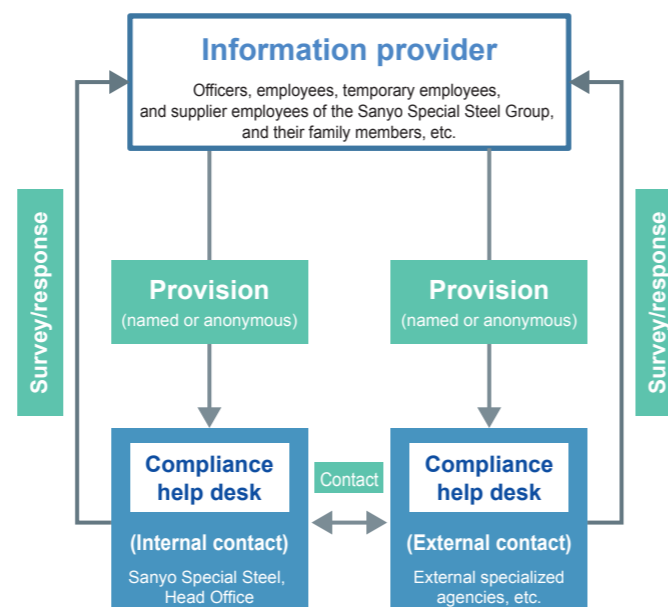 Information provider
Officers, employees, temporary employees,
and supplier employees of the Sanyo Special Steel Group,
and their family members, etc.
Survey/response
Provision
(named or anonymous)
Provision
(named or anonymous)
Survey/response
Compliance
help desk
(Internal contact)
Sanyo Special Steel,
Head Office
Contact
Compliance
help desk
(External contact)
External specialized
agencies, etc.